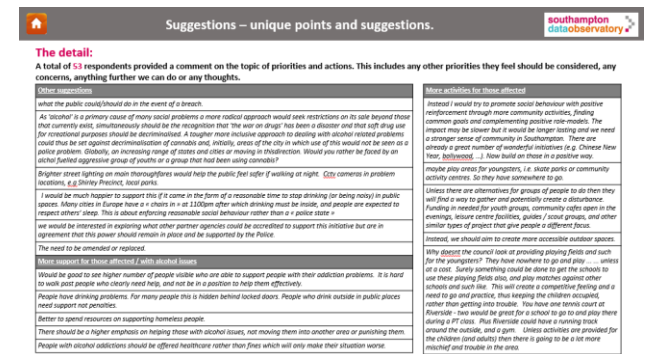 Suggestions – unique points and suggestions.
southampton
dataobservatory
The detail:
A total of 53 respondents provided a comment on the topic of priorities and actions. This includes any other priorities they feel should be considered, any
concerns, anything further we can do or any thoughts.
Other suggestions
what the public could/should do in the event of a breach.
As 'alcohol' is a primary cause of many social problems a more radical approach would seek restrictions on its sale beyond those
that currently exist, simultaneously should be the recognition that 'the war on drugs' has been a disaster and that soft drug use
for recreational purposes should be decriminalised. A tougher more inclusive approach to dealing with alcohol related problems
could thus be set against decriminalisation of cannabis and, initially, areas of the city in which use of this would not be seen as a
police problem. Globally, an increasing range of states and cities or moving in thisdirection. Would you rather be faced by an
alchol fuelled aggressive group of youths or a group that had been using cannabis?
Brighter street lighting on main thoroughfares would help the public feel safer if walking at night. Cctv cameras in problem
locations, e.g Shirley Precinct, local parks.
I would be much happier to support this if it came in the form of a reasonable time to stop drinking (or being noisy) in public
spaces. Many cities in Europe have a « chairs in » at 1100pm after which drinking must be inside, and people are expected to
respect others' sleep. This is about enforcing reasonable social behaviour rather than a « police state »
we would be interested in exploring what other partner agencies could be accredited to support this initiative but are in
agreement that this power should remain in place and be supported by the Police.
The need to be amended or replaced.
More support for those affected / with alcohol issues
Would be good to see higher number of people visible who are able to support people with their addiction problems. It is hard
to walk past people who clearly need help, and not be in a position to help them effectively.
People have drinking problems. For many people this is hidden behind locked doors. People who drink outside in public places
need support not penalties.
Better to spend resources on supporting homeless people.
There should be a higher emphasis on helping those with alcohol issues, not moving them into another area or punishing them.
People with alcohol addictions should be offered healthcare rather than fines which will only make their situation worse.
More activities for those affected
Instead I would try to promote social behaviour with positive
reinforcement through more community activities, finding
common goals and complementing positive role-models. The
impact may be slower but it would be longer lasting and we need
a stronger sense of community in Southampton. There are
already a great number of wonderful initiatives (e.g. Chinese New
Year, bollywood, ..). Now build on those in a positive way.
maybe play areas for youngsters, i.e. skate parks or community
activity centres. So they have somewhere to go.
Unless there are alternatives for groups of people to do then they
will find a way to gather and potentially create a disturbance.
Funding in needed for youth groups, community cafes open in the
evenings, leisure centre facilities, guides / scout groups, and other
similar types of project that give people a different focus.
Instead, we should aim to create more accessible outdoor spaces.
Why doesnt the council look at providing playing fields and such
for the youngsters? They have nowhere to go and play ... ... unless
at a cost. Surely something could be done to get the schools to
use these playing fields also, and play matches against other
schools and such like. This will create a competitive feeling and a
need to go and practice, thus keeping the children occupied,
rather than getting into trouble. You have one tennis court at
Riverside - two would be great for a school to go to and play there
during a PT class. Plus Riverside could have a running track
around the outside, and a gym. Unless activities are provided for
the children (and adults) then there is going to be a lot more
mischief and trouble in the area.